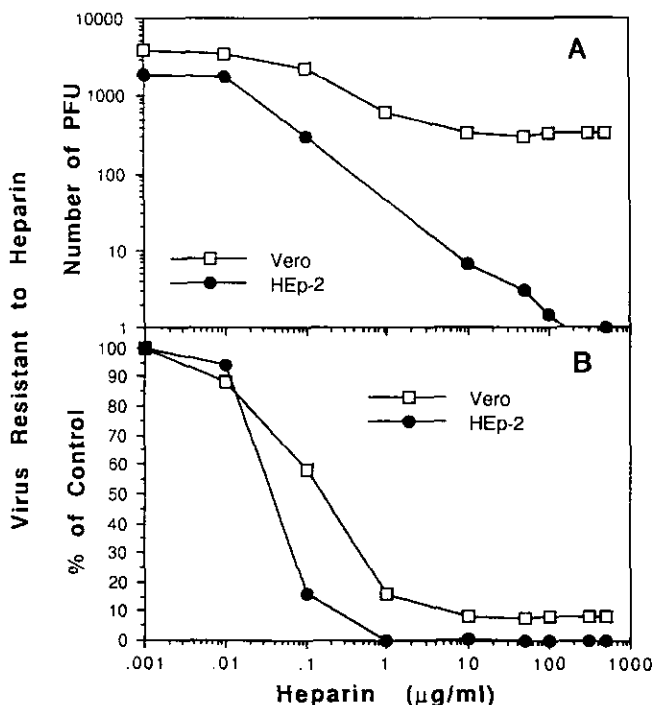 Virus Resistant to Heparin
Number of PFU
10000
1000
100
10
1
A
Vero
HEp-2
% of Control
100
90
80
70
60
50
40
30
20
10
0
B
Vero
HEp-2
.001 .01 .1 1 10 100 1000
Heparin (µg/ml)